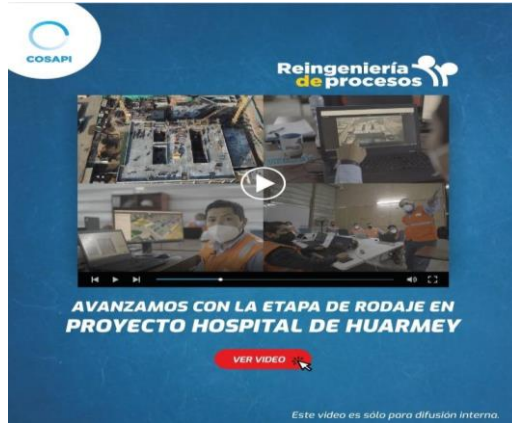 COSAPI
Reingeniería
de procesos
AVANZAMOS CON LA ETAPA DE RODAJE EN
PROYECTO HOSPITAL DE HUARMEY
VER VIDEO
Este video es sólo para difusión interna.